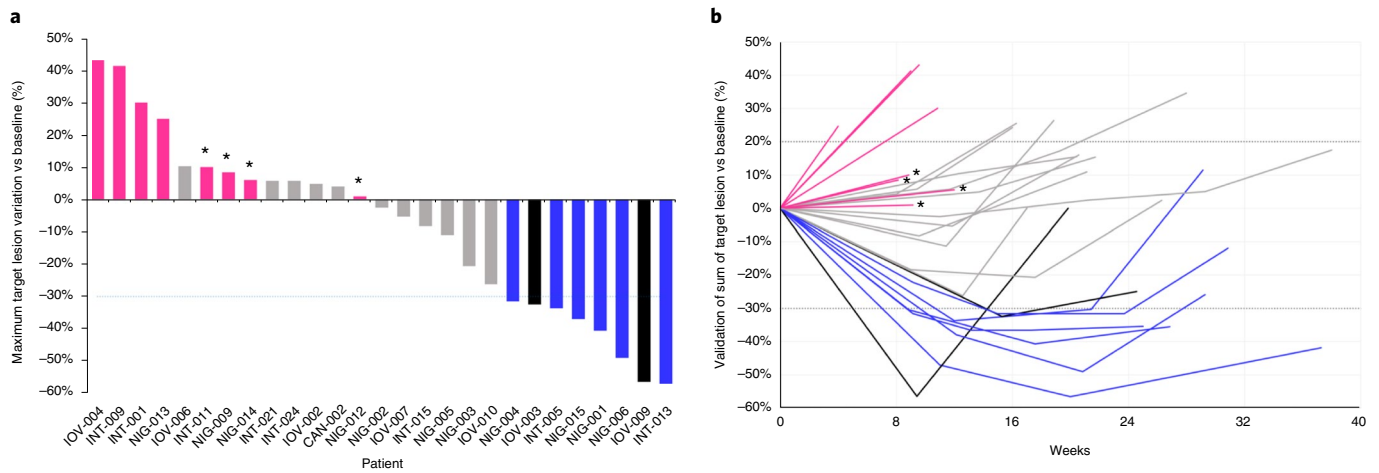 a
Maximum target lesion variation vs baseline (%)
50%
40%
30%
20%
10%
0%
–10%
–20%
–30%
–40%
–50%
–60%
*
*
*
*
IOV-004
INT-009
INT-001
NIG-013
IOV-006
INT-011
NIG-009
NIG-014
INT-021
INT-024
IOV-002
CAN-002
NIG-012
NIG-002
IOV-007
INT-015
NIG-005
NIG-003
IOV-010
NIG-004
IOV-003
INT-005
NIG-015
NIG-001
NIG-006
IOV-009
INT-013
Patient
b
Validation of sum of target lesion vs baseline (%)
50%
40%
30%
20%
10%
0%
–10%
–20%
–30%
–40%
–50%
–60%
*
*
*
*
0
8
16
24
32
40
Weeks